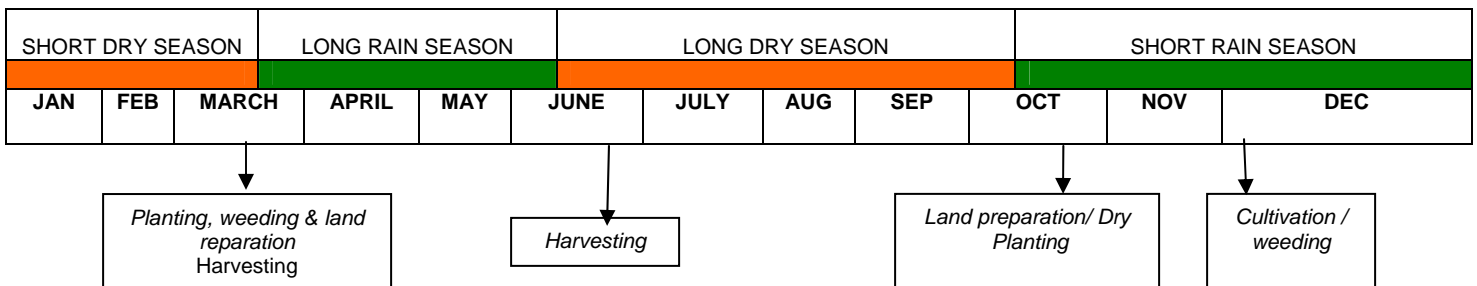 SHORT DRY SEASON LONG RAIN SEASON LONG DRY SEASON SHORT RAIN SEASON
JAN FEB MARCH APRIL MAY JUNE JULY AUG SEP OCT NOV DEC
Planting, weeding & land
reparation
Harvesting
Harvesting
Land preparation/ Dry
Planting
Cultivation /
weeding